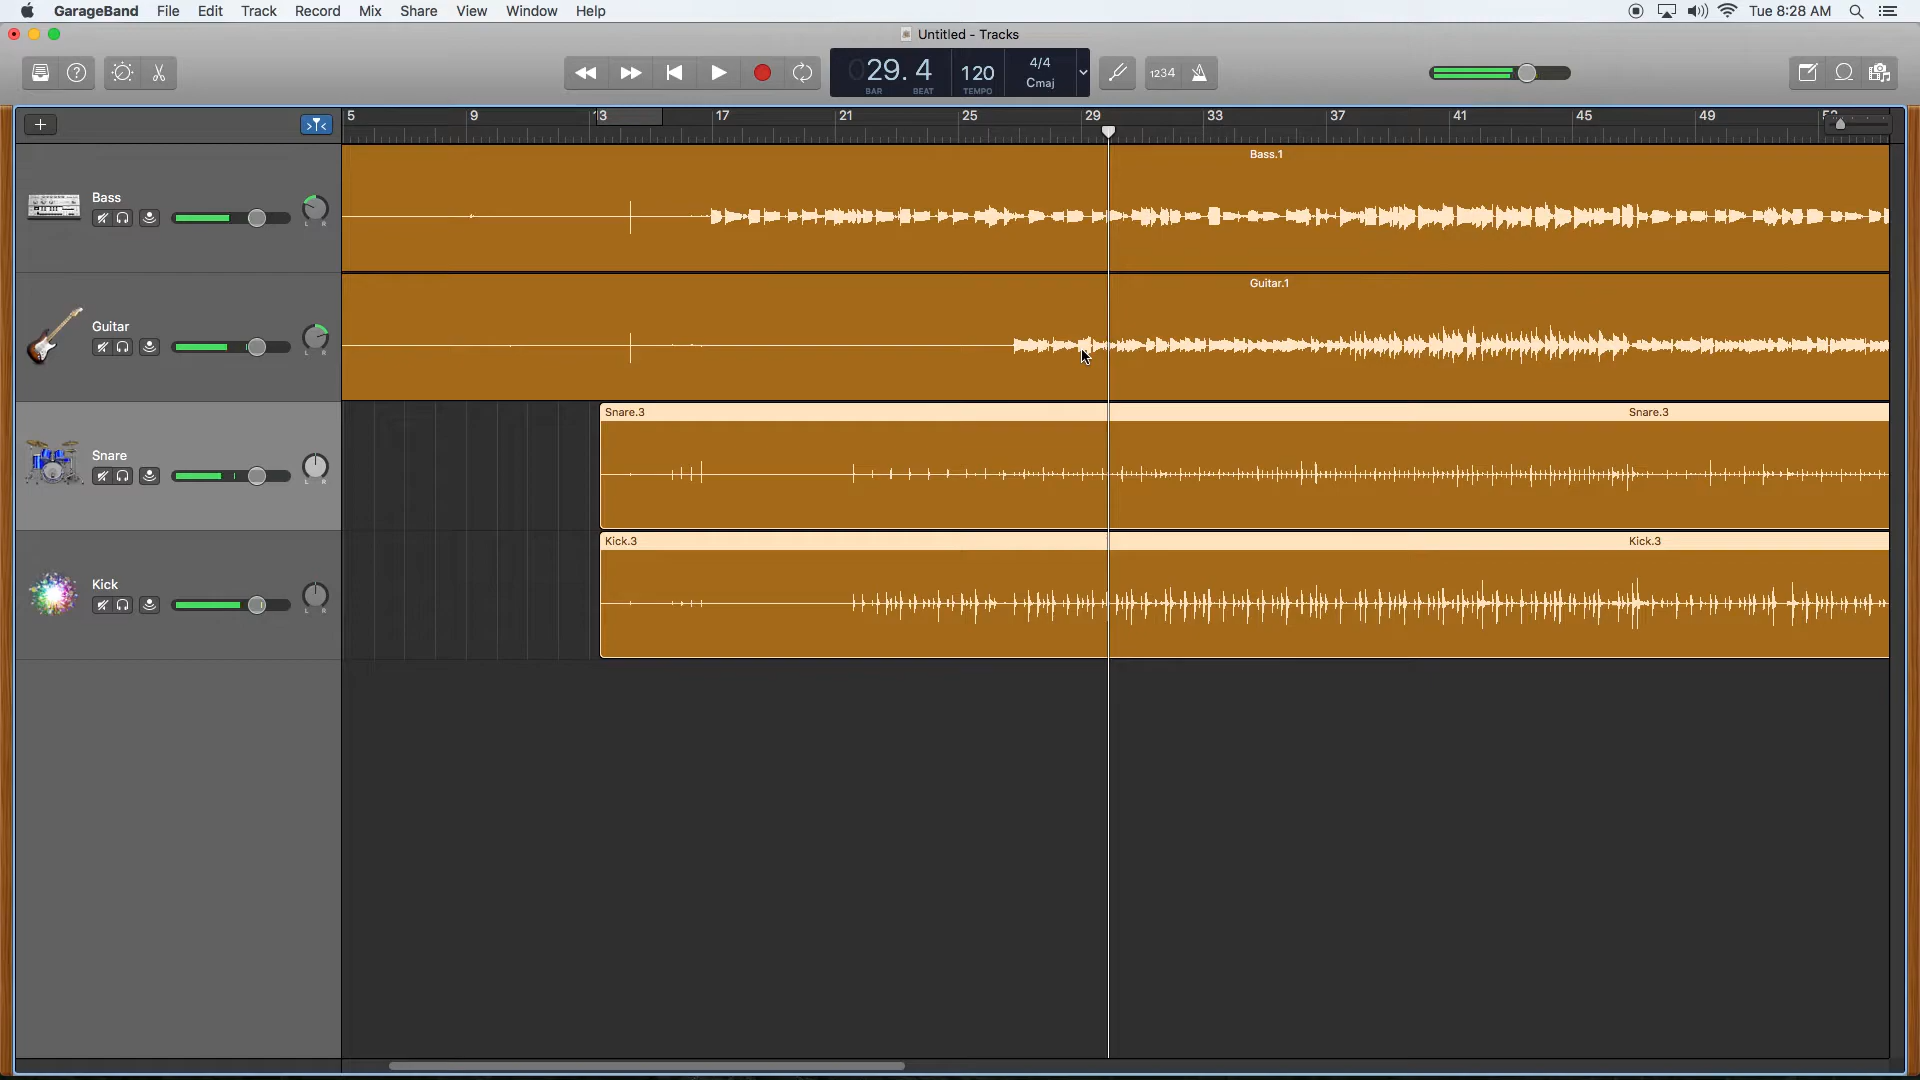 GarageBand File Edit Track Record Mix Share View Window Help Tue 8:28 AM
Untitled - Tracks
29. 4 120 4/4 Cmaj 1234
BAR BEAT TEMPO
5 9 13 17 21 25 29 33 37 41 45 49
Bass.1
Bass
L R
Guitar.1
Guitar
L R
Snare.3 Snare.3
Snare
L R
Kick.3 Kick.3
Kick
L R